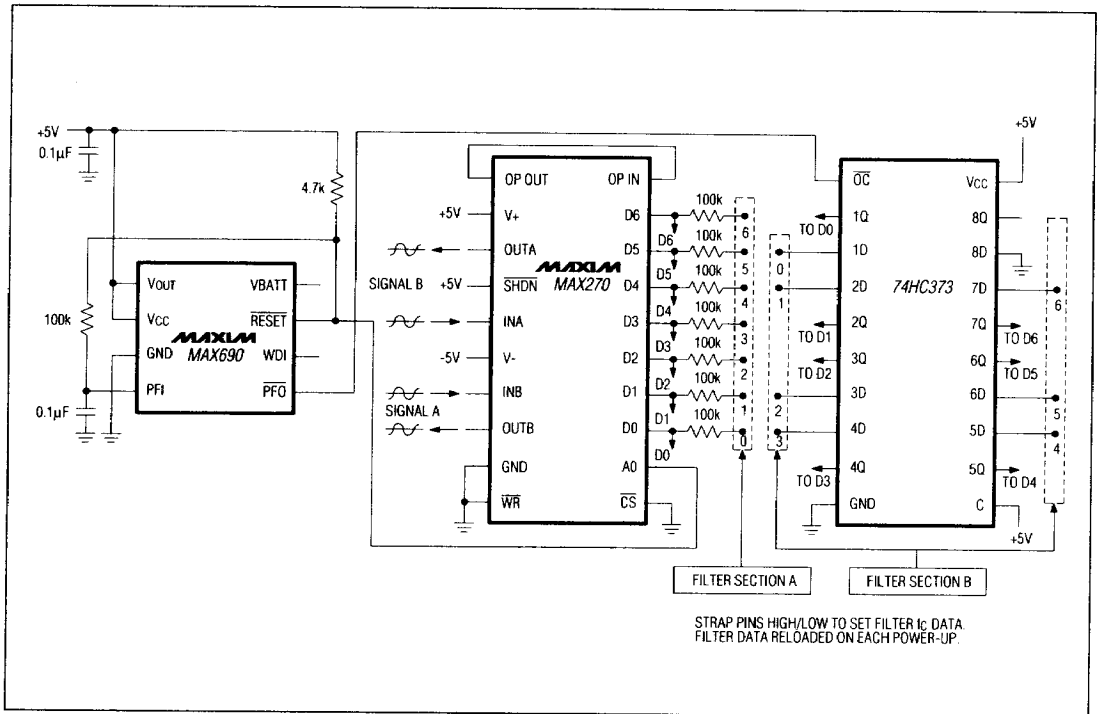 +5V
0.1µF
4.7k
100k
0.1µF
VOUT
VCC
GND
PFI
VBATT
RESET
WDI
PFO
MAXIM
MAX690
+5V
SIGNAL B
+5V
-5V
SIGNAL A
OP OUT
V+
OUTA
SHDN
INA
V-
INB
OUTB
GND
WR
OP IN
D6
D5
D4
D3
D2
D1
D0
A0
CS
MAXIM
MAX270
100k
100k
100k
100k
100k
100k
100k
D6
D5
D4
D3
D2
D1
D0
6
5
4
3
2
1
0
0
1
2
3
TO D0
TO D1
TO D2
TO D3
OC
1Q
1D
2D
2Q
3Q
3D
4D
4Q
GND
74HC373
VCC
8Q
8D
7D
7Q
6Q
6D
5D
5Q
C
+5V
6
TO D6
TO D5
5
4
TO D4
+5V
FILTER SECTION A
FILTER SECTION B
STRAP PINS HIGH/LOW TO SET FILTER fC DATA.
FILTER DATA RELOADED ON EACH POWER-UP.